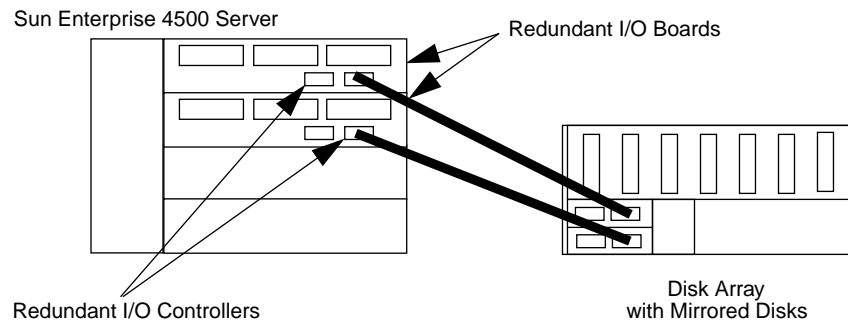 Sun Enterprise 4500 Server
Redundant I/O Boards
Redundant I/O Controllers
Disk Array
with Mirrored Disks